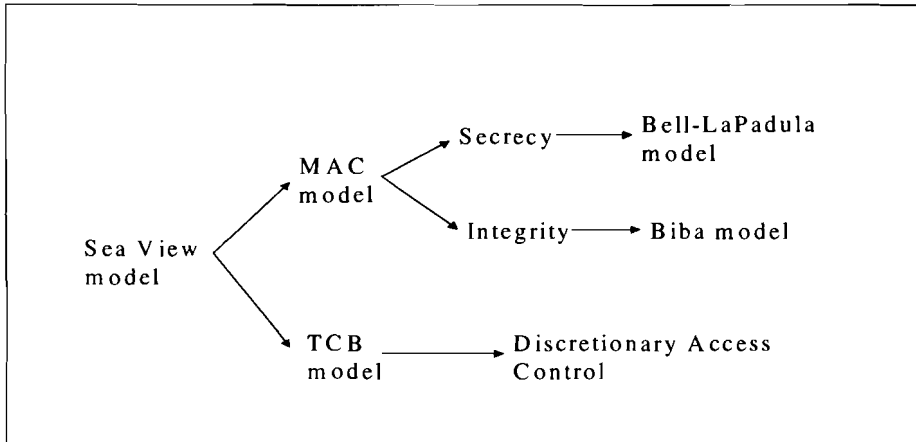 Secrecy
Bell-LaPadula
model
MAC
model
Integrity
Biba model
Sea View
model
TCB
model
Discretionary Access
Control